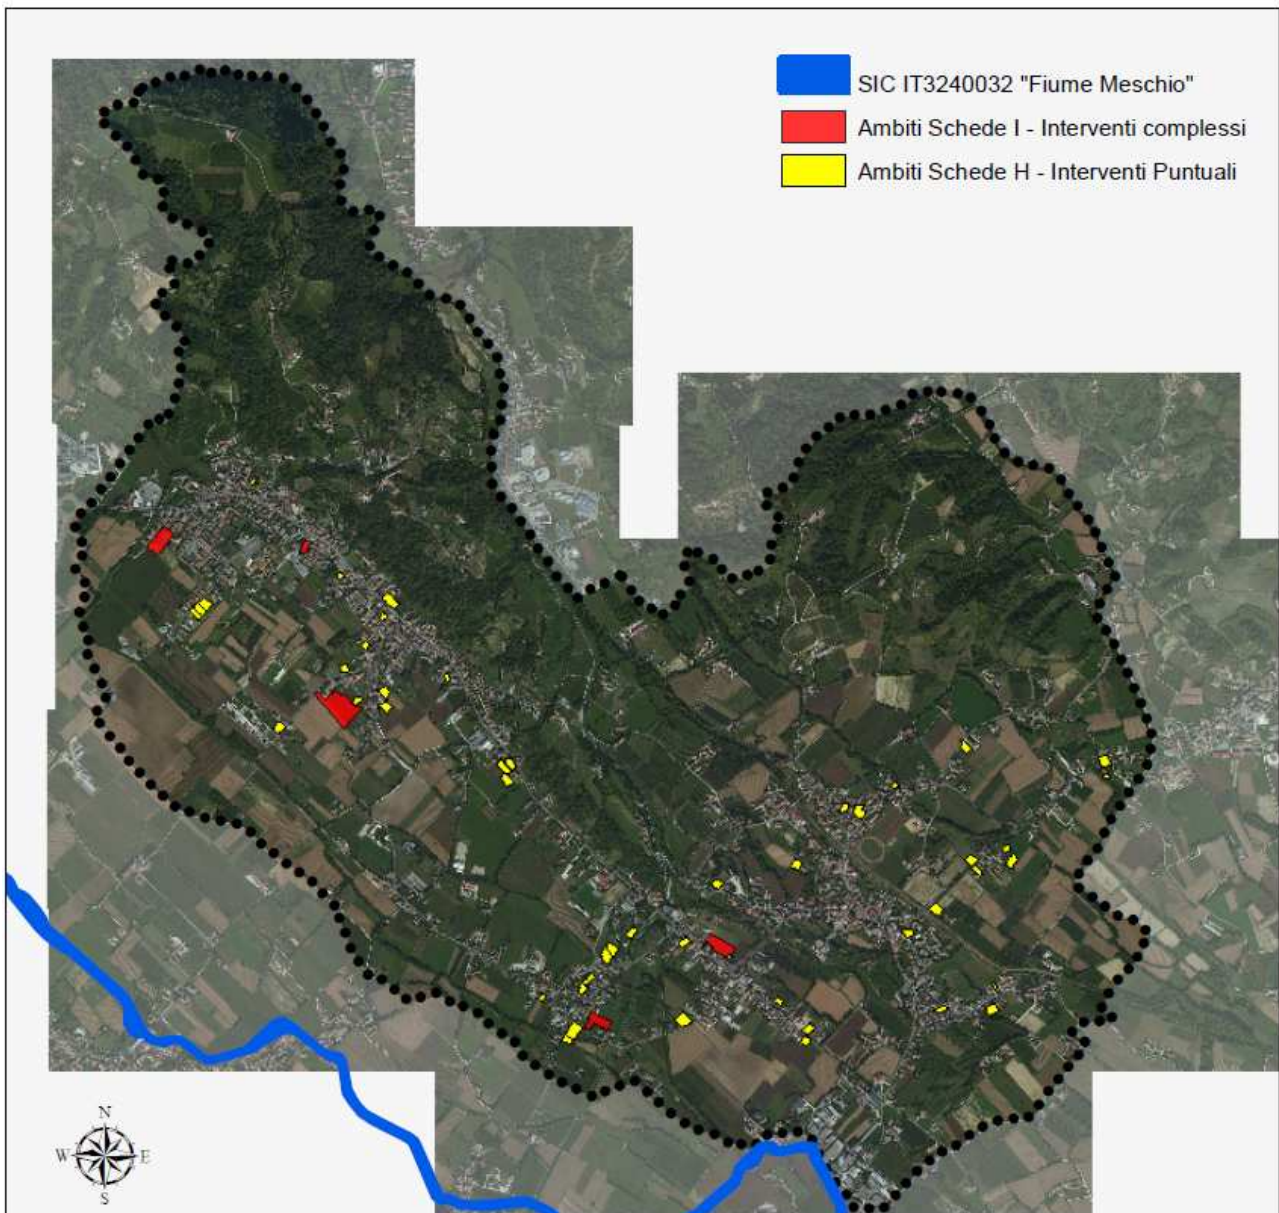 SIC IT3240032 "Fiume Meschio"
Ambiti Schede I - Interventi complessi
Ambiti Schede H - Interventi Puntuali
N
W E
S